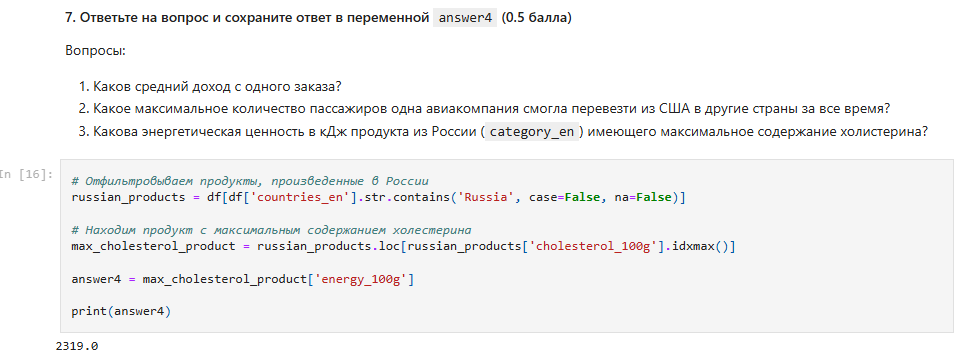 7. Ответьте на вопрос и сохраните ответ в переменной answer4 (0.5 балла)
Вопросы:
1. Каков средний доход с одного заказа?
2. Какое максимальное количество пассажиров одна авиакомпания смогла перевезти из США в другие страны за все время?
3. Какова энергетическая ценность в кДж продукта из России ( category_en ) имеющего максимальное содержание холистерина?
In [16]:
# Отфильтровываем продукты, произведенные в России
russian_products = df[df['countries_en'].str.contains('Russia', case=False, na=False)]
# Находим продукт с максимальным содержанием холестерина
max_cholesterol_product = russian_products.loc[russian_products['cholesterol_100g'].idxmax()]
answer4 = max_cholesterol_product['energy_100g']
print(answer4)
2319.0